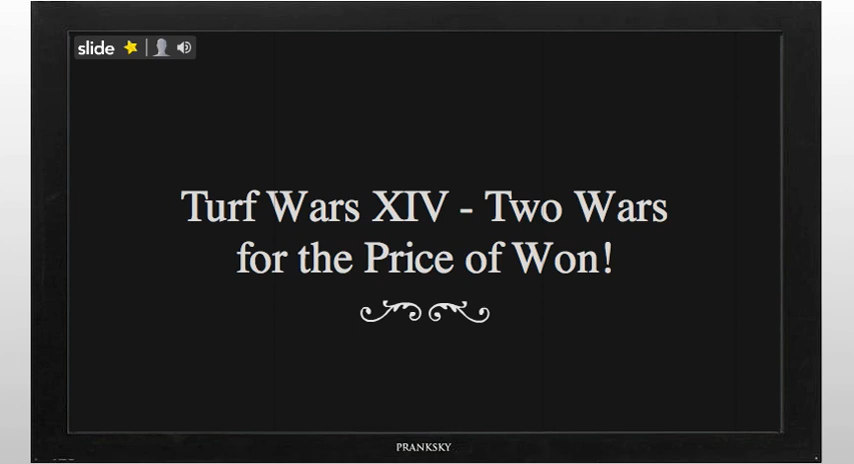 slide
Turf Wars XIV - Two Wars
for the Price of Won!
PRANKSKY